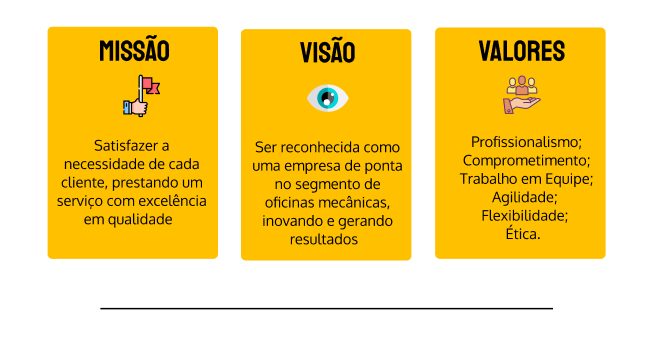 MISSÃO
Satisfazer a
necessidade de cada
cliente, prestando um
serviço com excelência
em qualidade
VISÃO
Ser reconhecida como
uma empresa de ponta
no segmento de
oficinas mecânicas,
inovando e gerando
resultados
VALORES
Profissionalismo;
Comprometimento;
Trabalho em Equipe;
Agilidade;
Flexibilidade;
Ética.